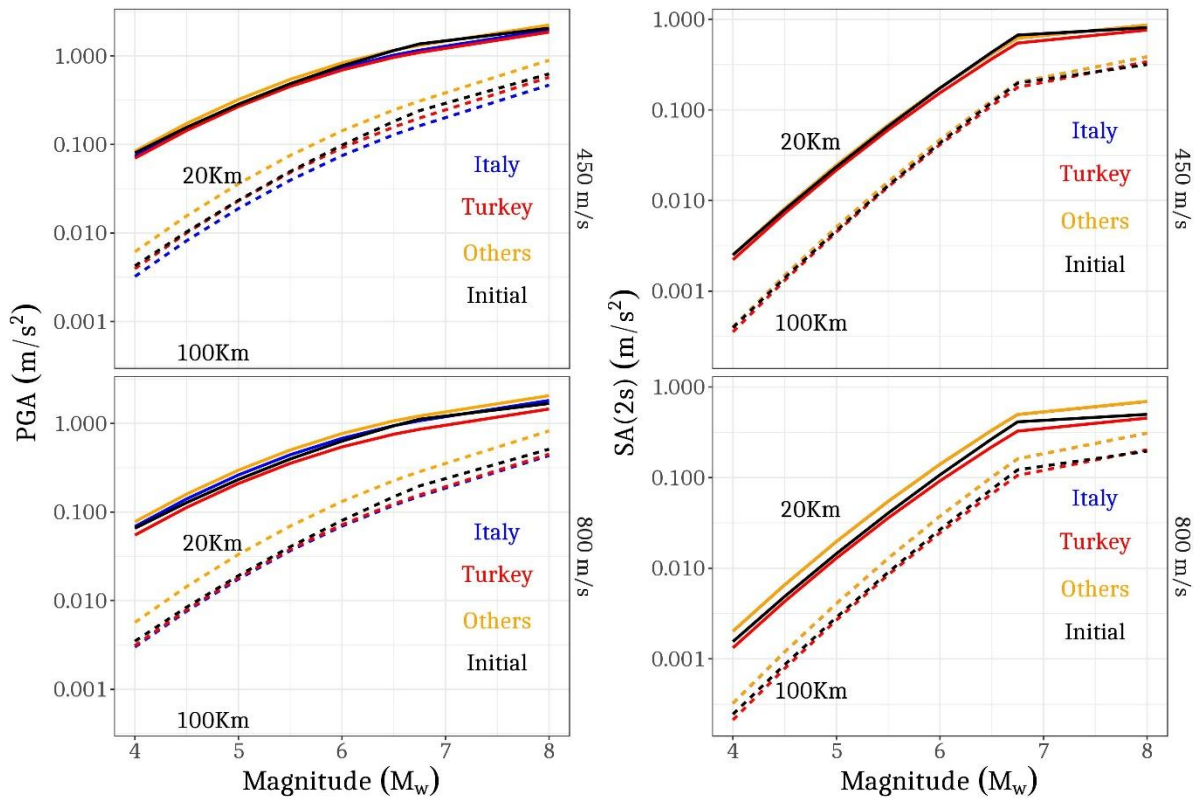 PGA (m/s²)
1.000
0.100
0.010
0.001
20Km
100Km
Italy
Turkey
Others
Initial
450 m/s
1.000
0.100
0.010
0.001
20Km
100Km
Italy
Turkey
Others
Initial
800 m/s
4 5 6 7 8
Magnitude (Mw)
SA(2s) (m/s²)
1.000
0.100
0.010
0.001
20Km
100Km
Italy
Turkey
Others
Initial
450 m/s
1.000
0.100
0.010
0.001
20Km
100Km
Italy
Turkey
Others
Initial
800 m/s
4 5 6 7 8
Magnitude (Mw)